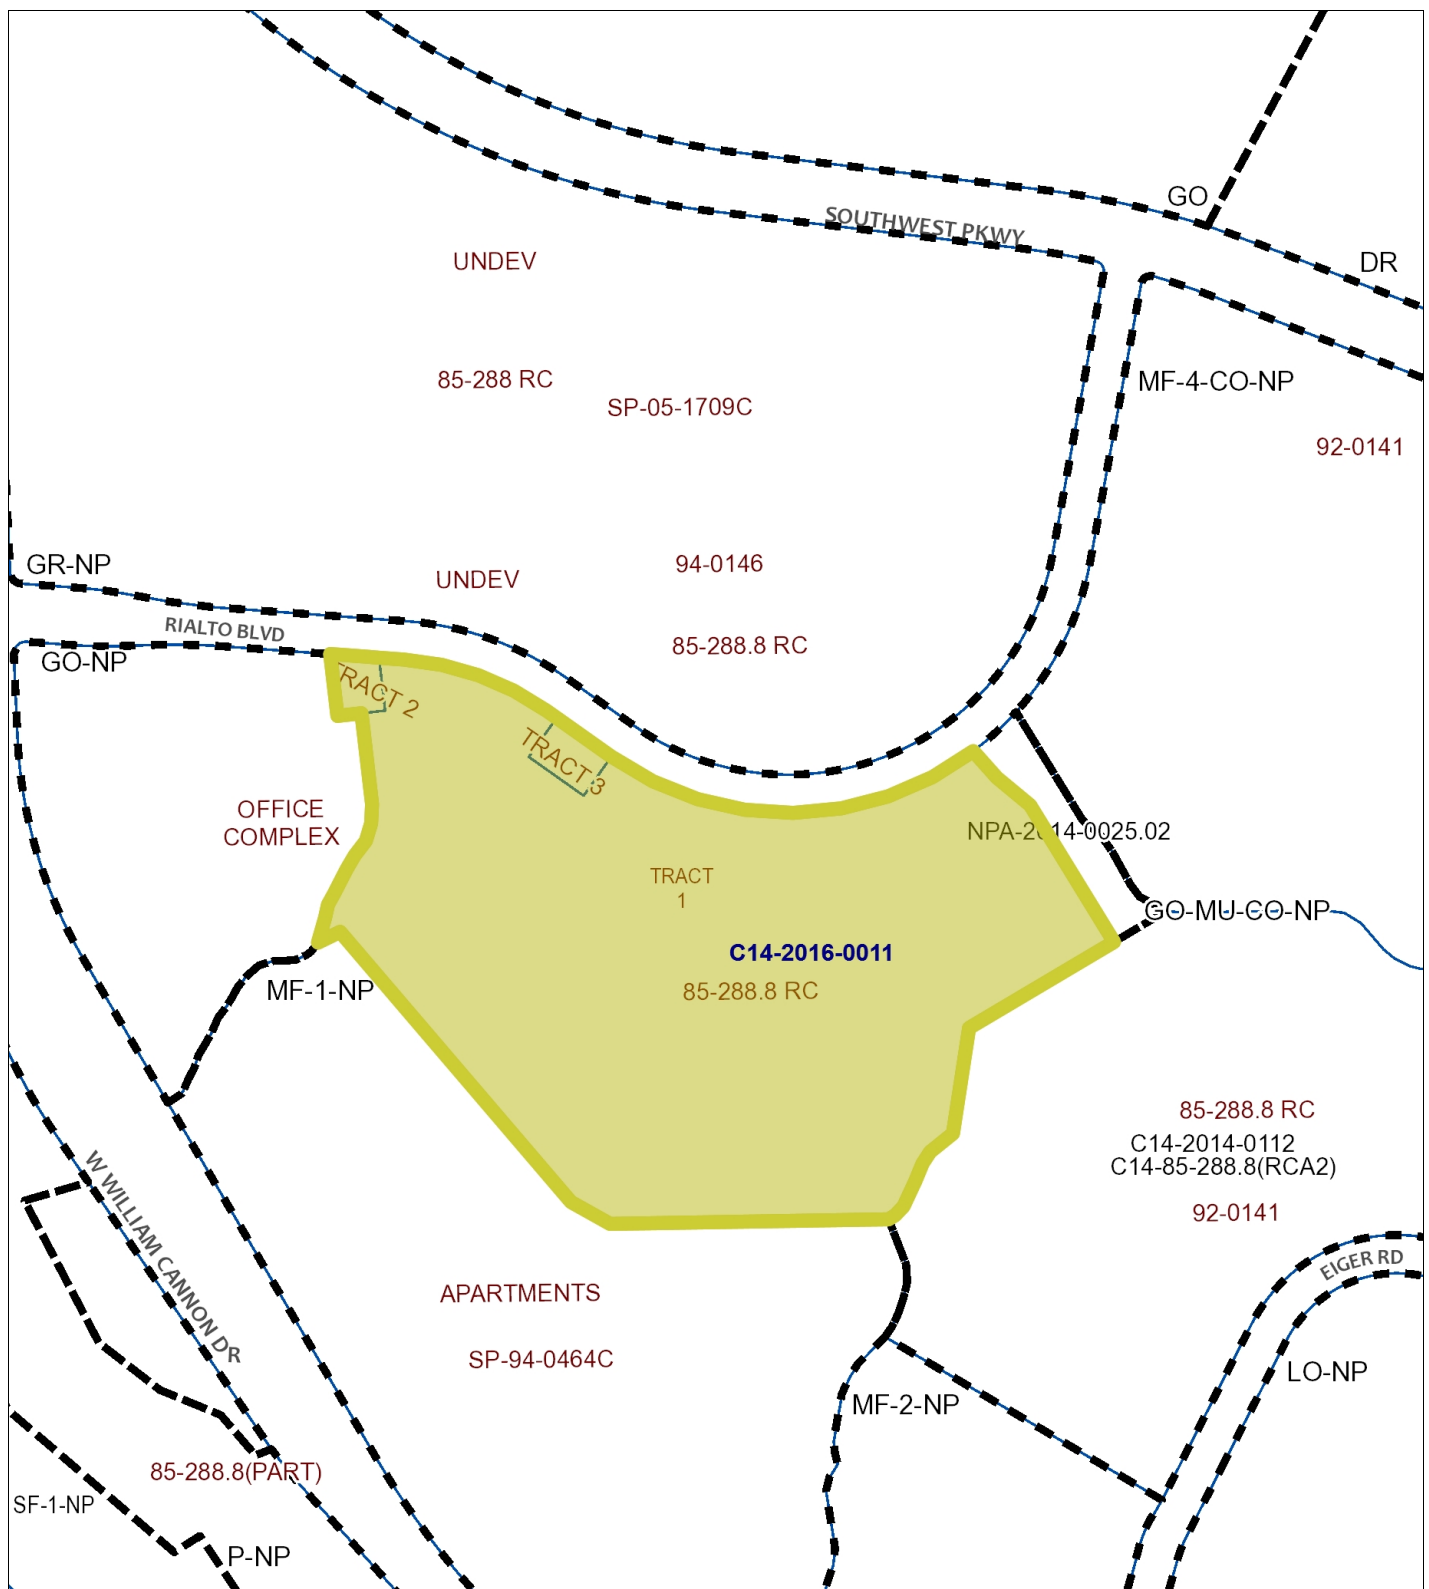 GO
SOUTHWEST PKWY
DR
UNDEV
85-288 RC
MF-4-CO-NP
SP-05-1709C
92-0141
GR-NP
94-0146
UNDEV
RIALTO BLVD
85-288.8 RC
GO-NP
TRACT 2
TRACT 3
OFFICE
COMPLEX
NPA-2014-0025.02
TRACT
1
GO-MU-CO-NP
C14-2016-0011
MF-1-NP
85-288.8 RC
85-288.8 RC
C14-2014-0112
C14-85-288.8(RCA2)
92-0141
W WILLIAM CANNON DR
EIGER RD
APARTMENTS
SP-94-0464C
LO-NP
MF-2-NP
85-288.8(PART)
SF-1-NP
P-NP